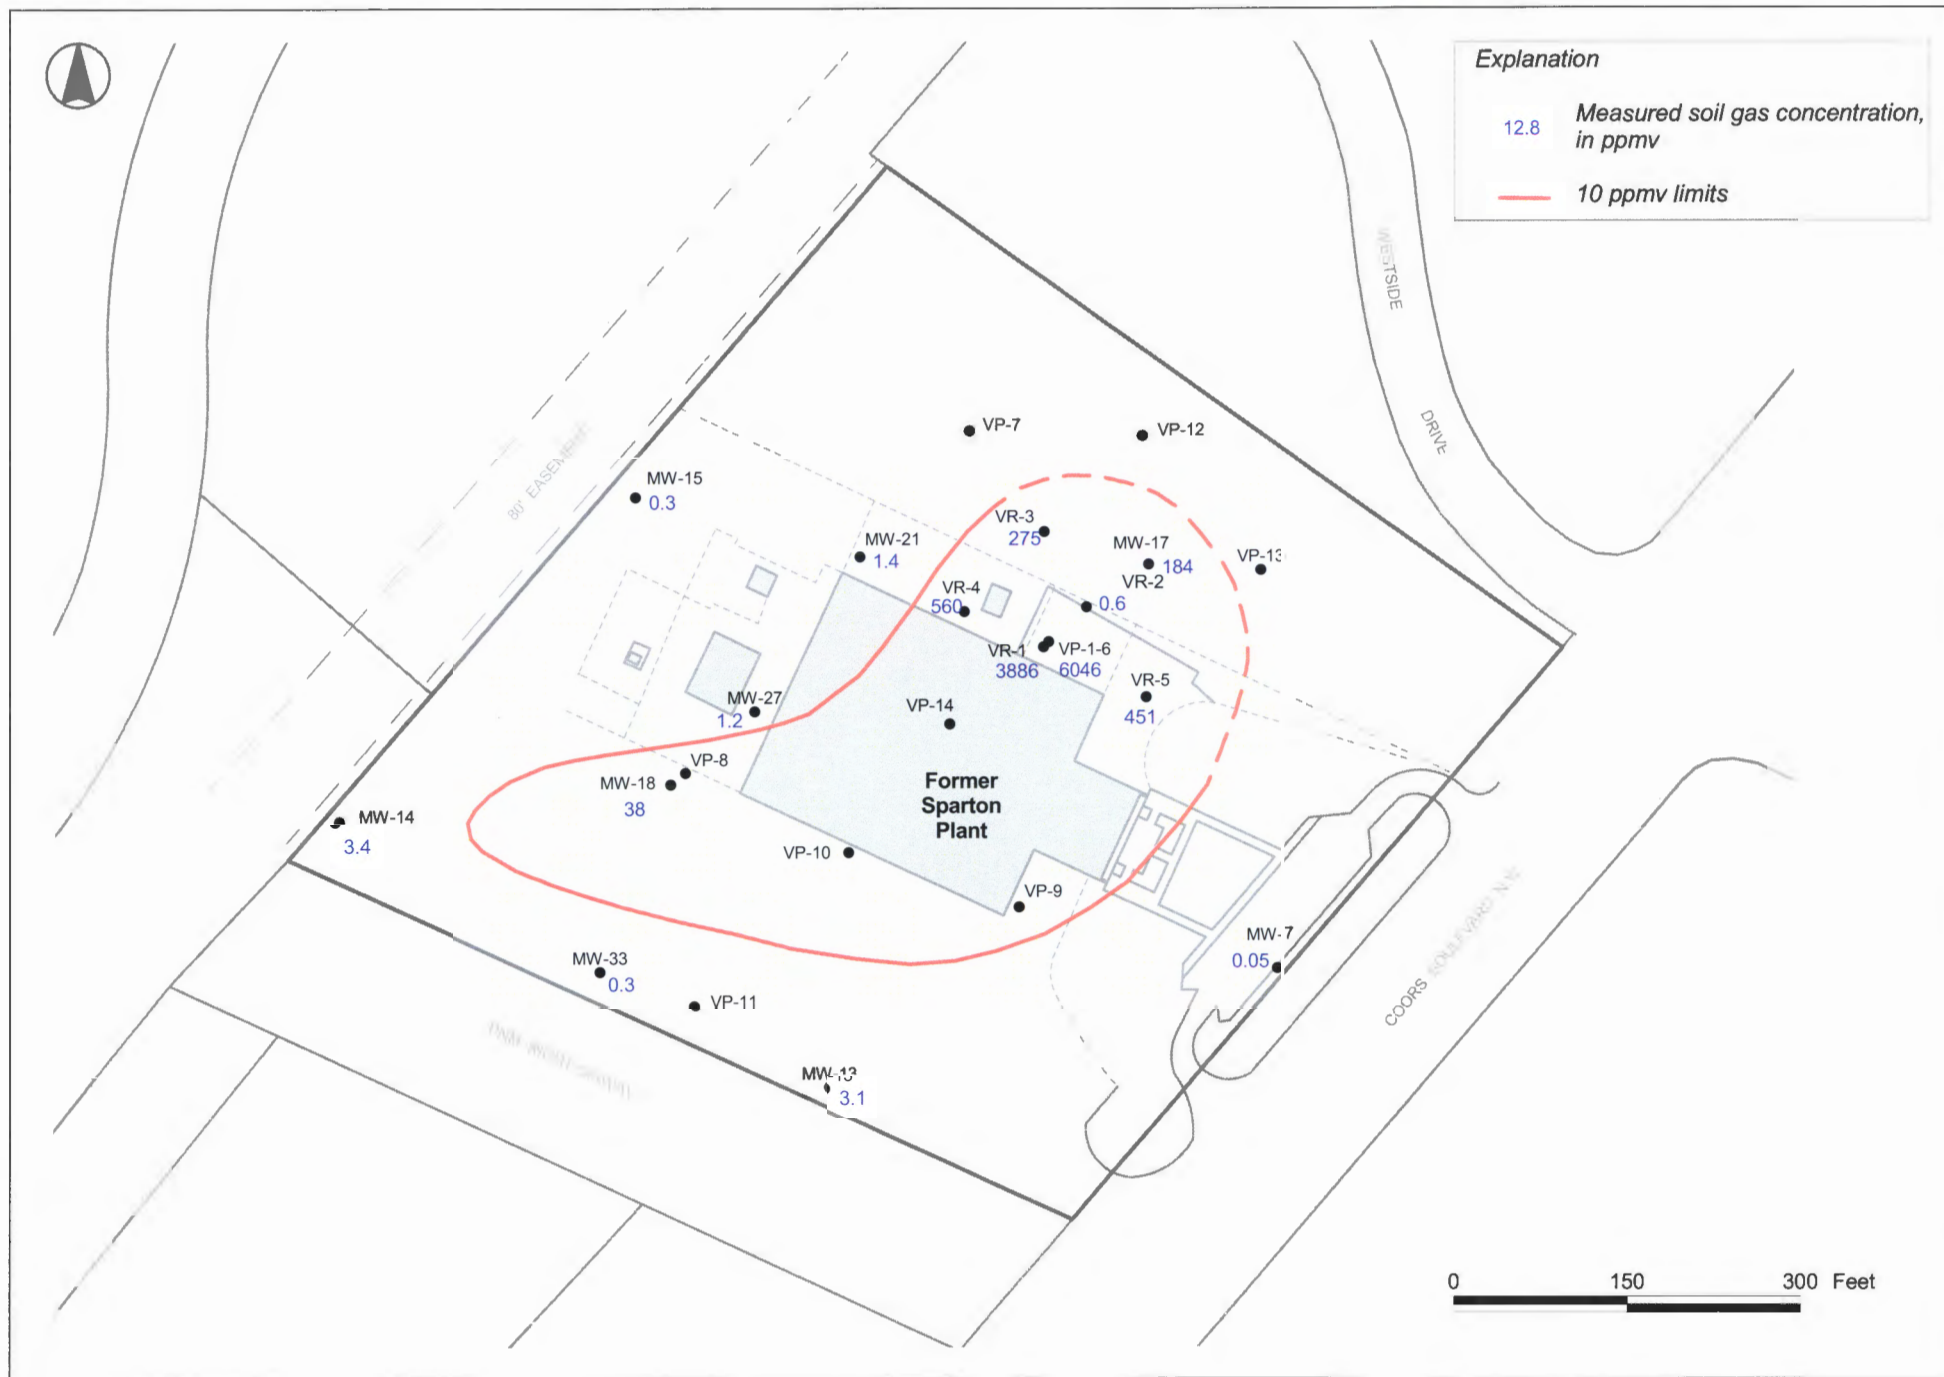 Explanation
12.8
Measured soil gas concentration,
in ppmv
10 ppmv limits
WESTSIDE
DRIVE
VP-7
VP-12
80' EASEMENT
MW-15
0.3
VR-3
275
MW-21
1.4
MW-17
184
VP-13
VR-2
0.6
VR-4
560
VR-1
3886
VP-1-6
6046
VR-5
451
MW-27
1.2
VP-14
VP-8
MW-18
38
Former
Sparton
Plant
MW-14
3.4
VP-10
VP-9
MW-7
0.05
COORS BOULEVARD N.W.
MW-33
0.3
VP-11
MW-13
3.1
0 150 300 Feet